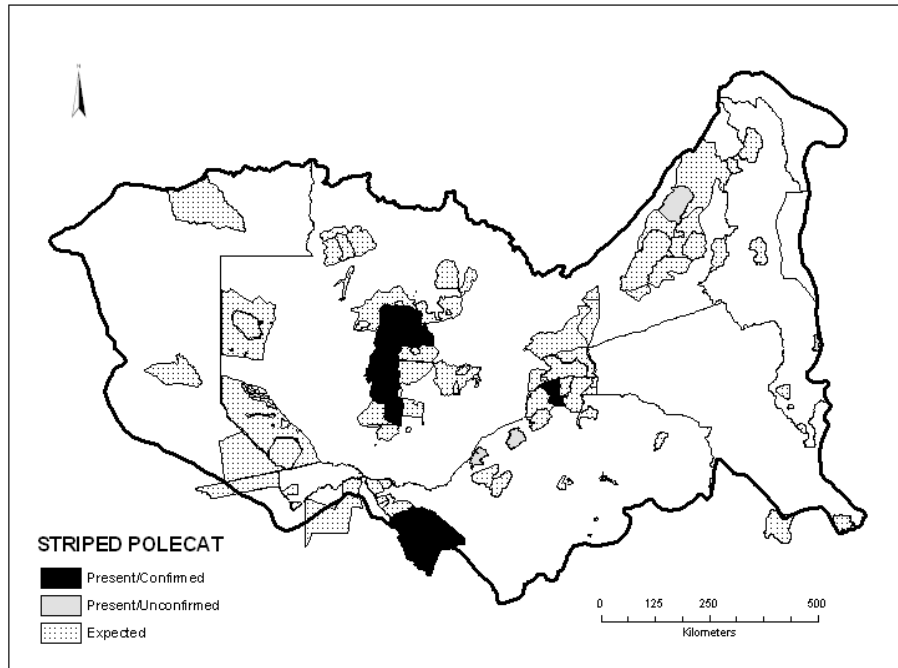 N
STRIPED POLECAT
Present/Confirmed
Present/Unconfirmed
Expected
0 125 250 500
Kilometers